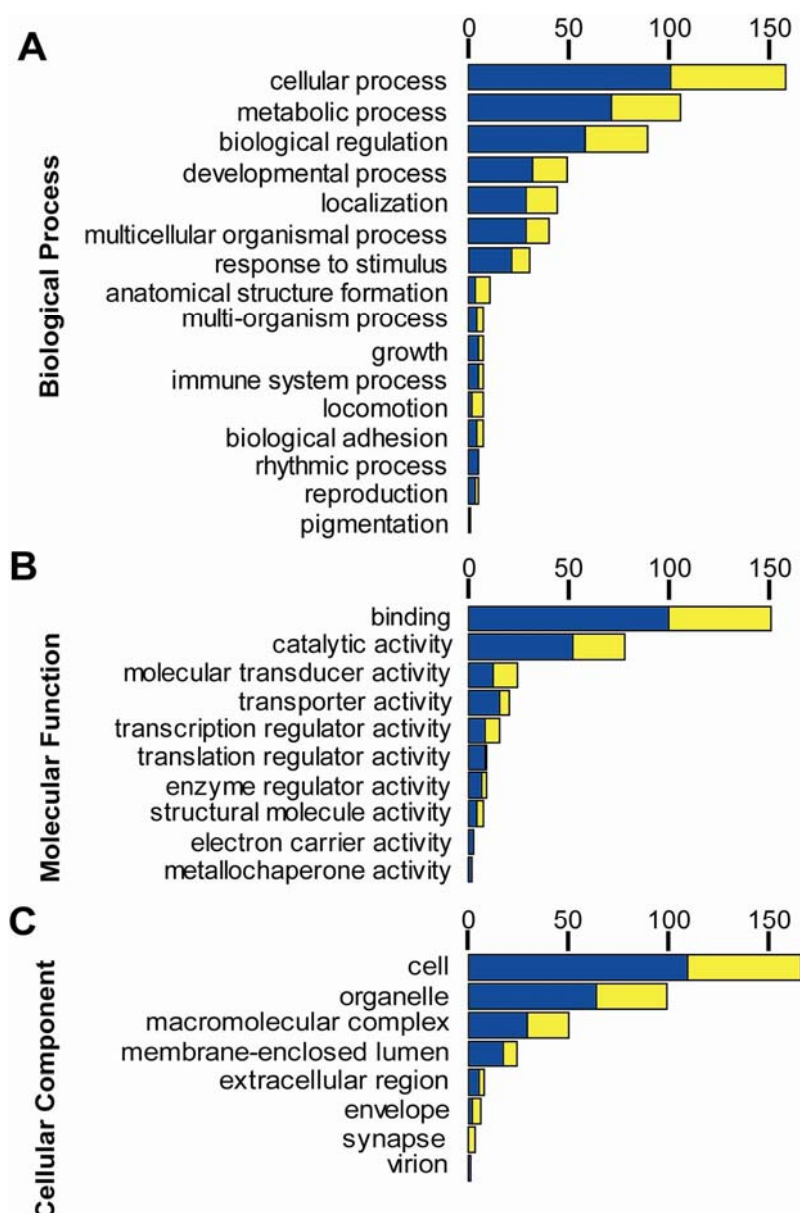 A
0 50 100 150
Biological Process
cellular process
metabolic process
biological regulation
developmental process
localization
multicellular organismal process
response to stimulus
anatomical structure formation
multi-organism process
growth
immune system process
locomotion
biological adhesion
rhythmic process
reproduction
pigmentation
B
0 50 100 150
Molecular Function
binding
catalytic activity
molecular transducer activity
transporter activity
transcription regulator activity
translation regulator activity
enzyme regulator activity
structural molecule activity
electron carrier activity
metallochaperone activity
C
0 50 100 150
Cellular Component
cell
organelle
macromolecular complex
membrane-enclosed lumen
extracellular region
envelope
synapse
virion